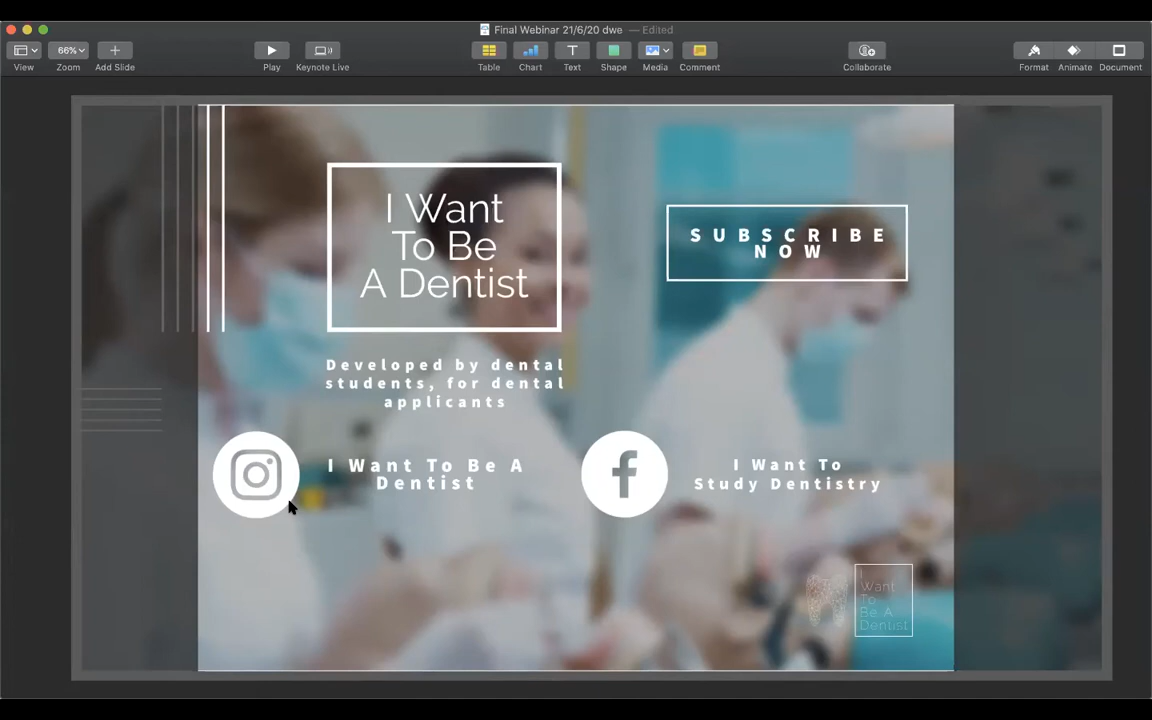 Final Webinar 21/6/20 dwe — Edited
66%
View
Zoom
Add Slide
Play
Keynote Live
Table
Chart
Text
Shape
Media
Comment
Collaborate
Format
Animate
Document
I Want
To Be
A Dentist
SUBSCRIBE
NOW
Developed by dental
students, for dental
applicants
I Want To Be A
Dentist
I Want To
Study Dentistry
I
Want
To
Be A
Dentist